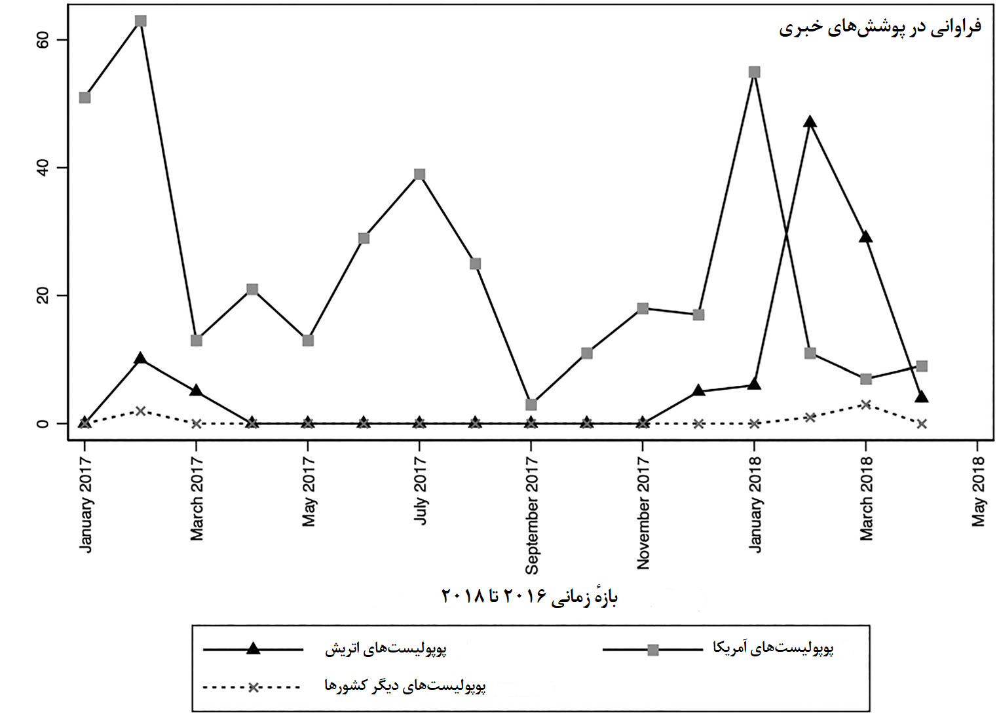 فراوانی در پوشش‌های خبری
60
40
20
0
January 2017
March 2017
May 2017
July 2017
September 2017
November 2017
January 2018
March 2018
May 2018
بازهٔ زمانی ۲۰۱۶ تا ۲۰۱۸
پوپولیست‌های اتریش
پوپولیست‌های آمریکا
پوپولیست‌های دیگر کشورها